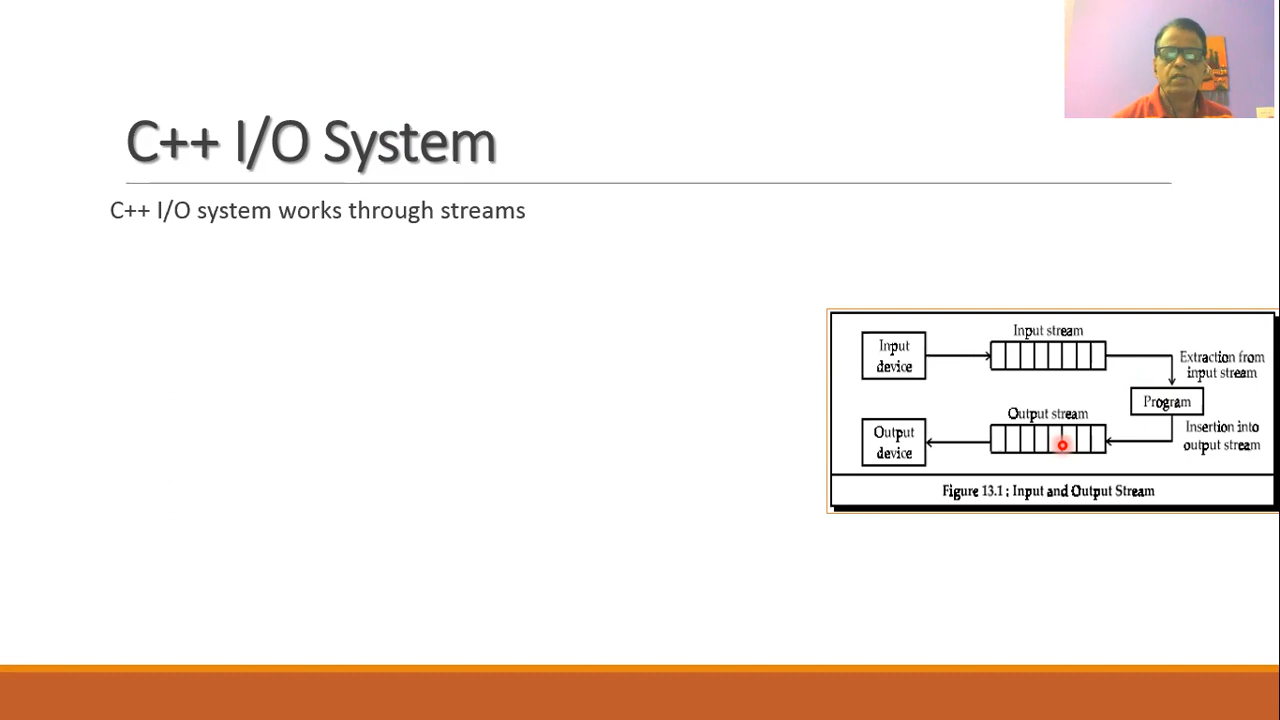 C++ I/O System
C++ I/O system works through streams
Input stream
Input
device
Extraction from
input stream
Program
Output stream
Output
device
Insertion into
output stream
Figure 13.1 : Input and Output Stream